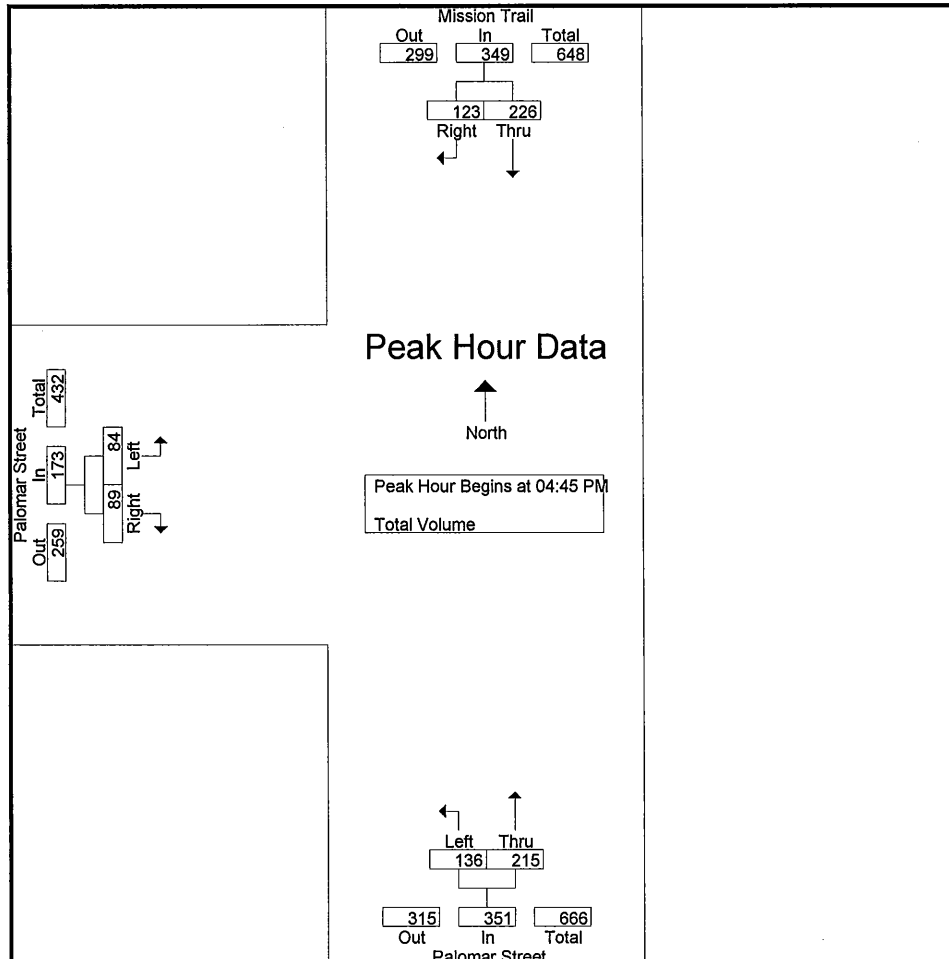 Mission Trail
Out In Total
299 349 648
123 226
Right Thru
Peak Hour Data
North
Peak Hour Begins at 04:45 PM
Total Volume
Palomar Street
Out In Total
259 173 432
89 84
Right Left
Left Thru
136 215
315 351 666
Out In Total
Palomar Street